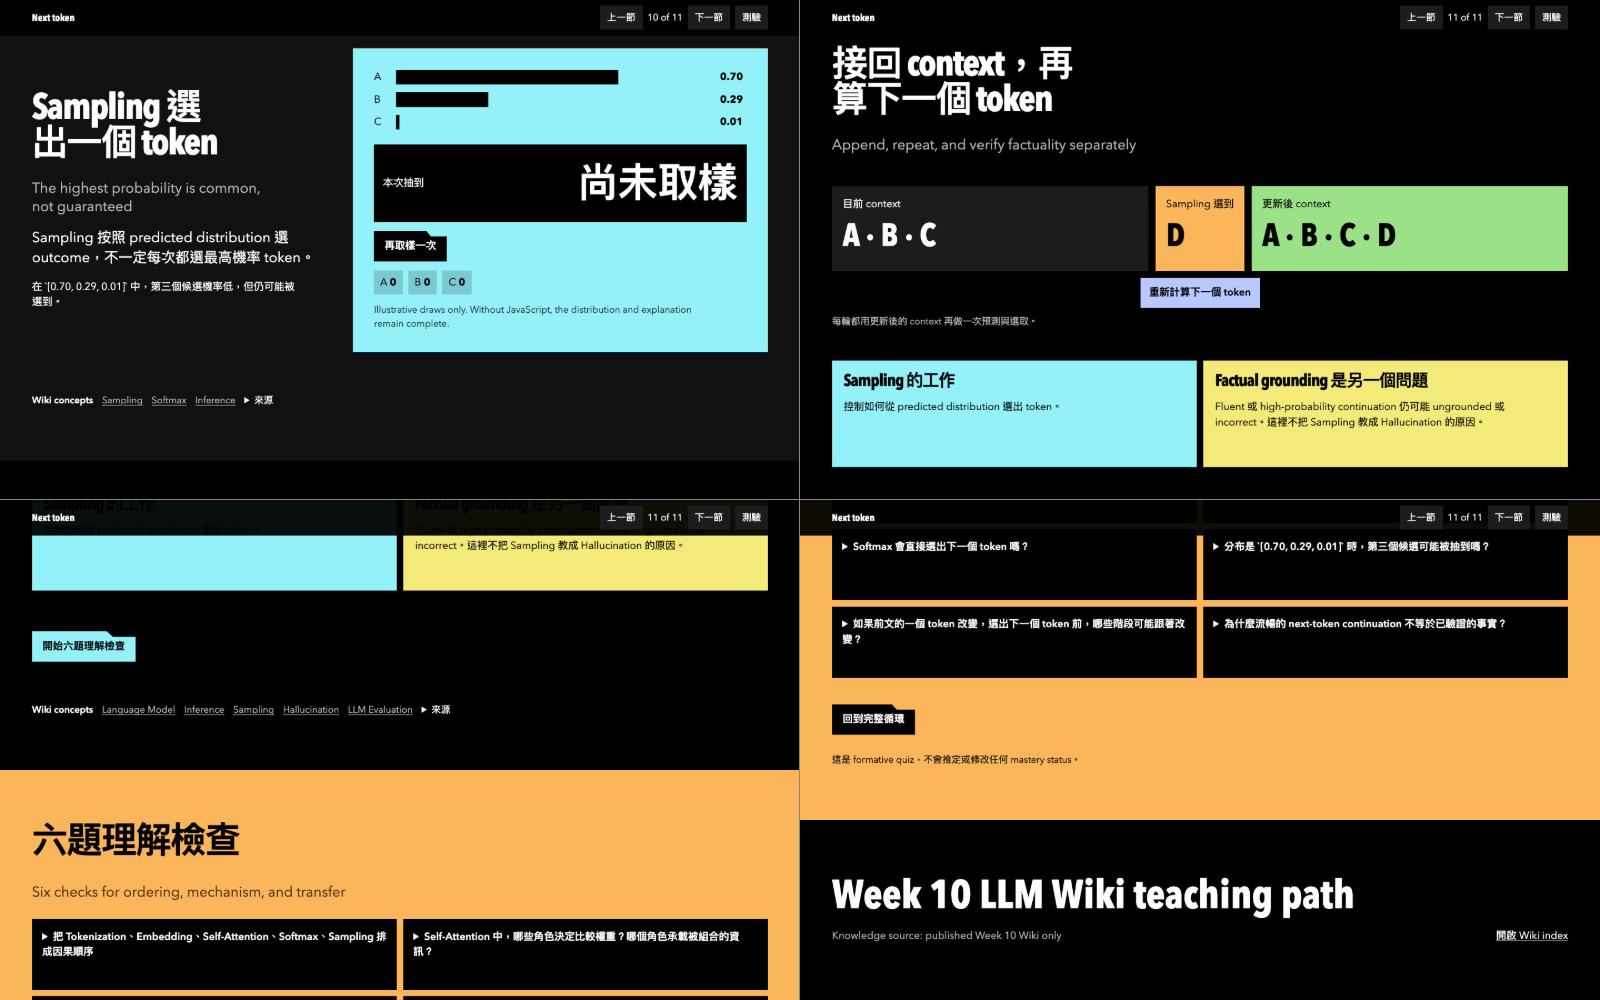 Next token
上一節 10 of 11 下一節 測驗
Sampling 選
出一個 token
The highest probability is common,
not guaranteed
Sampling 按照 predicted distribution 選
outcome，不一定每次都選最高機率 token。
在 `[0.70, 0.29, 0.01]` 中，第三個候選機率低，但仍可能被
選到。
A 0.70
B 0.29
C 0.01
本次抽到 尚未取樣
再取樣一次
A 0 B 0 C 0
Illustrative draws only. Without JavaScript, the distribution and explanation
remain complete.
Wiki concepts Sampling Softmax Inference ▶ 來源
Next token
上一節 11 of 11 下一節 測驗
接回 context，再
算下一個 token
Append, repeat, and verify factuality separately
目前 context
A · B · C
Sampling 選到
D
更新後 context
A · B · C · D
重新計算下一個 token
每輪都用更新後的 context 再做一次預測與選取。
Sampling 的工作
控制如何從 predicted distribution 選出 token。
Factual grounding 是另一個問題
Fluent 或 high-probability continuation 仍可能 ungrounded 或
incorrect。這裡不把 Sampling 教成 Hallucination 的原因。
Next token
上一節 11 of 11 下一節 測驗
Sampling 的工作
incorrect。這裡不把 Sampling 教成 Hallucination 的原因。
開始六題理解檢查
Wiki concepts Language Model Inference Sampling Hallucination LLM Evaluation ▶ 來源
六題理解檢查
Six checks for ordering, mechanism, and transfer
▶ 把 Tokenization、Embedding、Self-Attention、Softmax、Sampling 排
成因果順序
▶ Self-Attention 中，哪些角色決定比較權重？哪個角色承載被組合的資
訊？
Next token
上一節 11 of 11 下一節 測驗
▶ Softmax 會直接選出下一個 token 嗎？
▶ 分布是 `[0.70, 0.29, 0.01]` 時，第三個候選可能被抽到嗎？
▶ 如果前文的一個 token 改變，選出下一個 token 前，哪些階段可能跟著改
變？
▶ 為什麼流暢的 next-token continuation 不等於已驗證的事實？
回到完整循環
這是 formative quiz，不會推定或修改任何 mastery status。
Week 10 LLM Wiki teaching path
Knowledge source: published Week 10 Wiki only
開啟 Wiki index